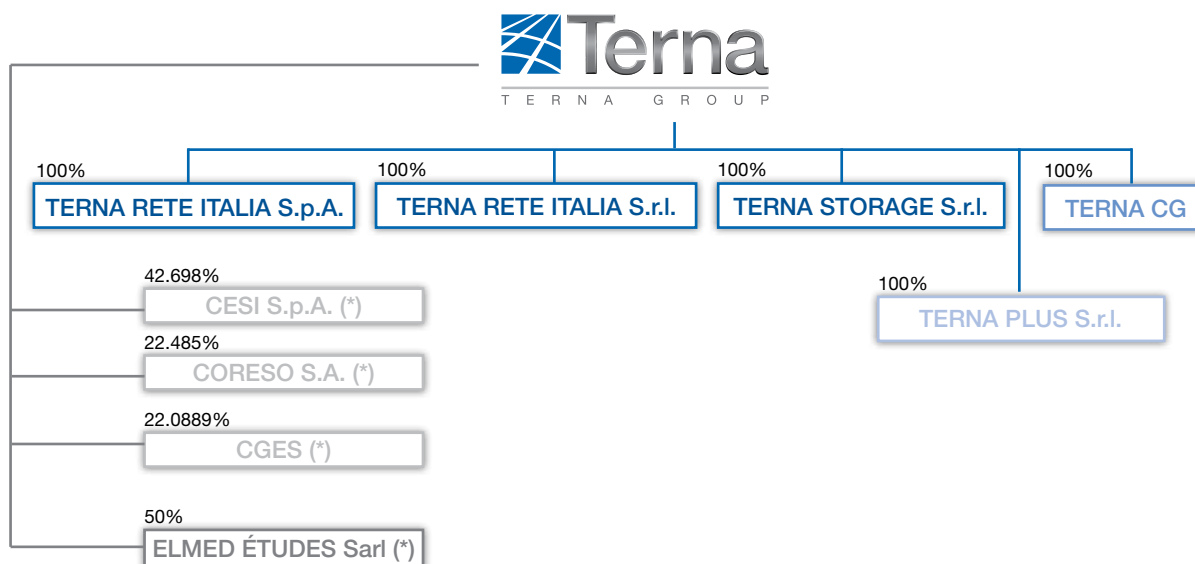 Terna
TERNA GROUP
100%
TERNA RETE ITALIA S.p.A.
100%
TERNA RETE ITALIA S.r.l.
100%
TERNA STORAGE S.r.l.
100%
TERNA CG
100%
TERNA PLUS S.r.l.
42.698%
CESI S.p.A. (*)
22.485%
CORESO S.A. (*)
22.0889%
CGES (*)
50%
ELMED ÉTUDES Sarl (*)